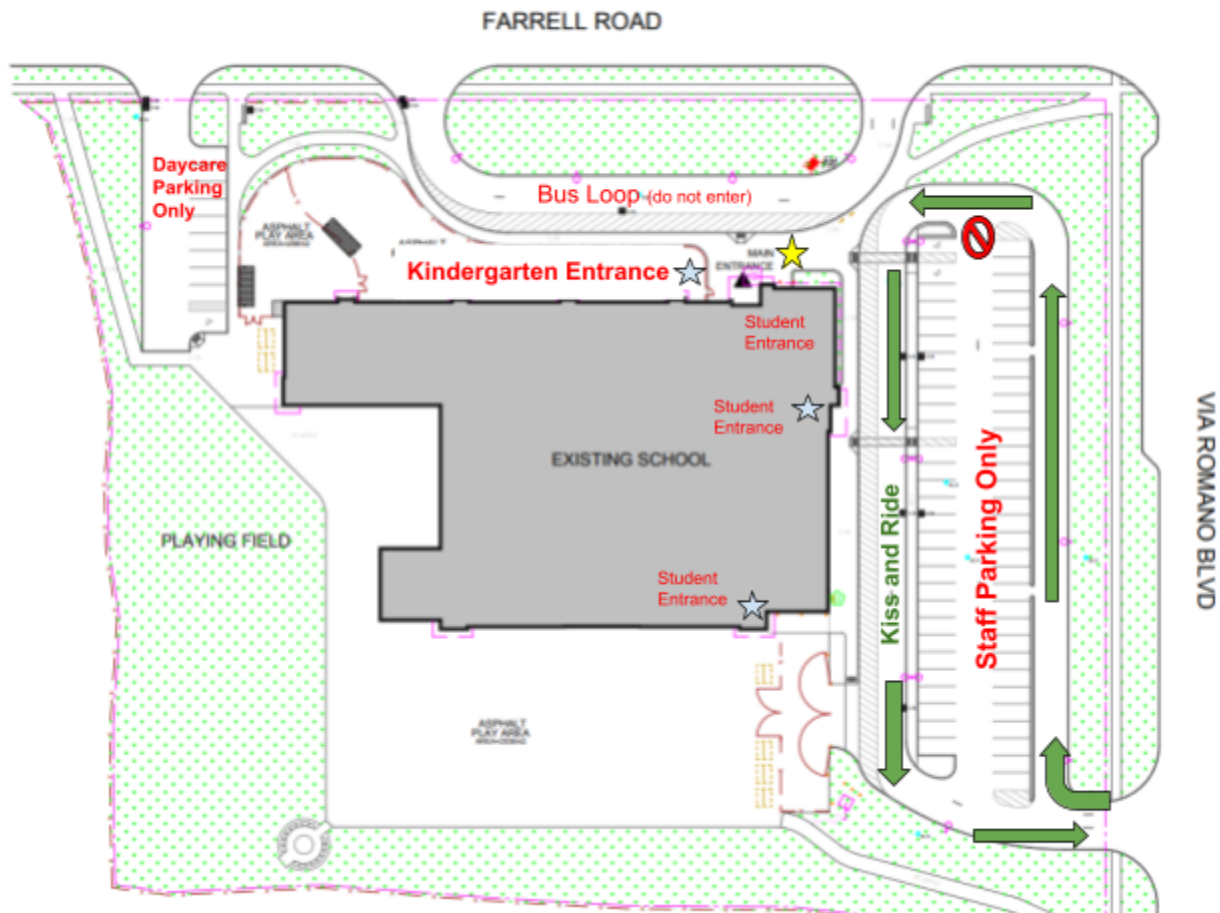 FARRELL ROAD
Daycare
Parking
Only
Bus Loop (do not enter)
ASPHALT
PLAY AREA
ASPHALT
MAIN
ENTRANCE
Kindergarten Entrance
Student
Entrance
Student
Entrance
EXISTING SCHOOL
PLAYING FIELD
Student
Entrance
Kiss and Ride
Staff Parking Only
VIA ROMANO BLVD
ASPHALT
PLAY AREA